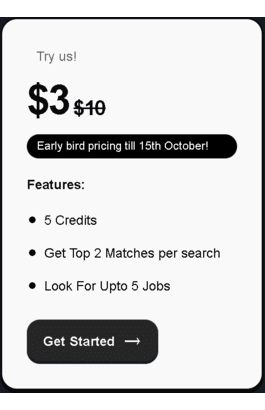 Try us!
$3 $10
Early bird pricing till 15th October!
Features:
5 Credits
Get Top 2 Matches per search
Look For Upto 5 Jobs
Get Started →